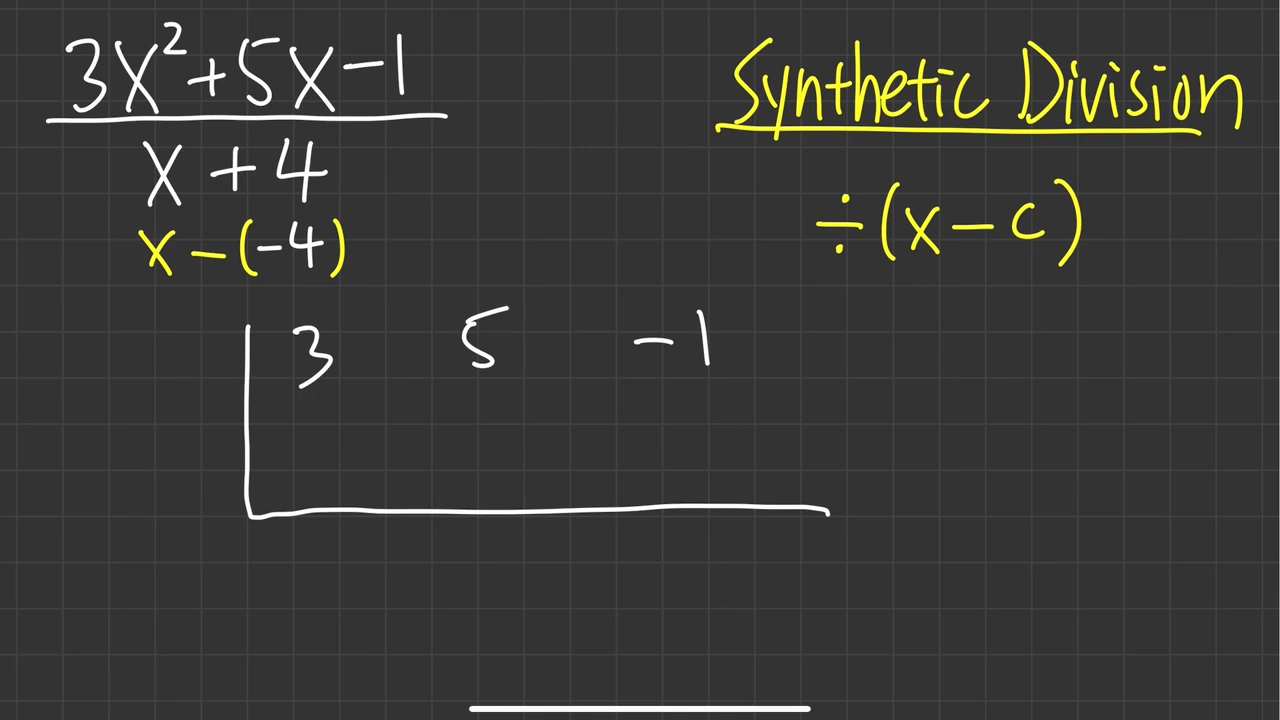 3x²+5x-1
x + 4
x - (-4)
Synthetic Division
÷(x - c)
3 5 -1